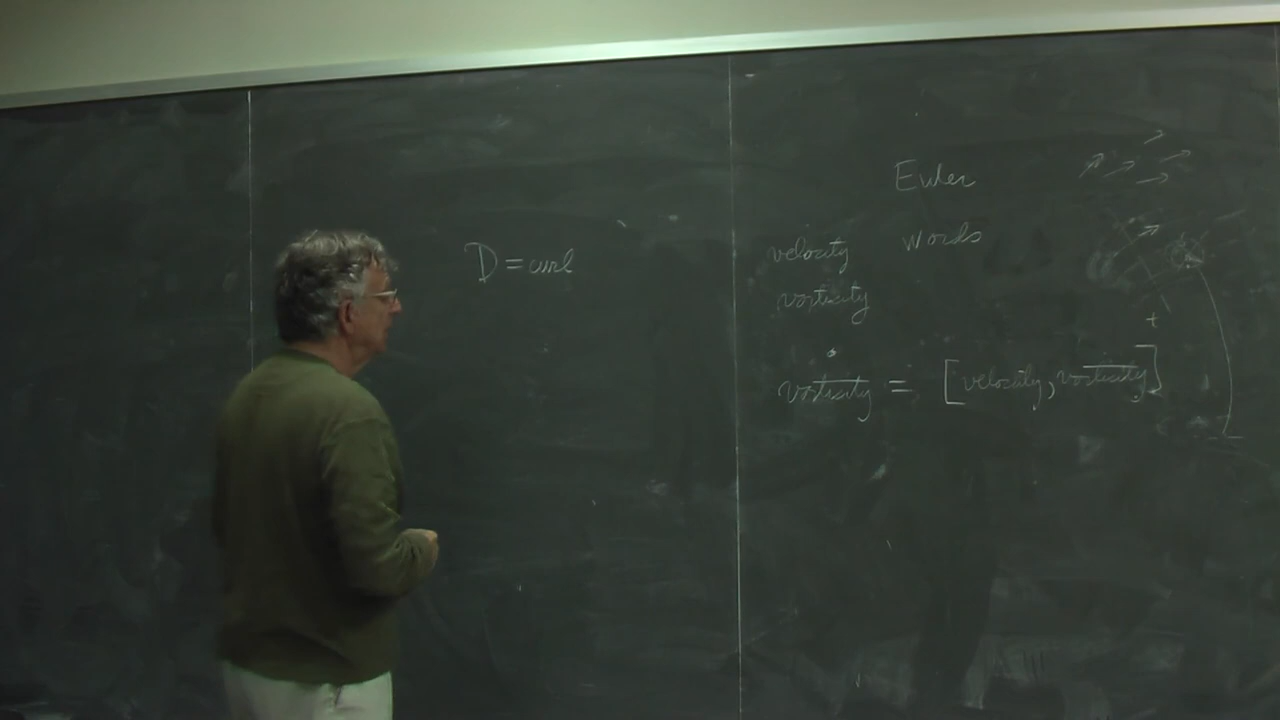 D = curl
Euler
words
velocity
vorticity
+
vorticity = [velocity, vorticity]